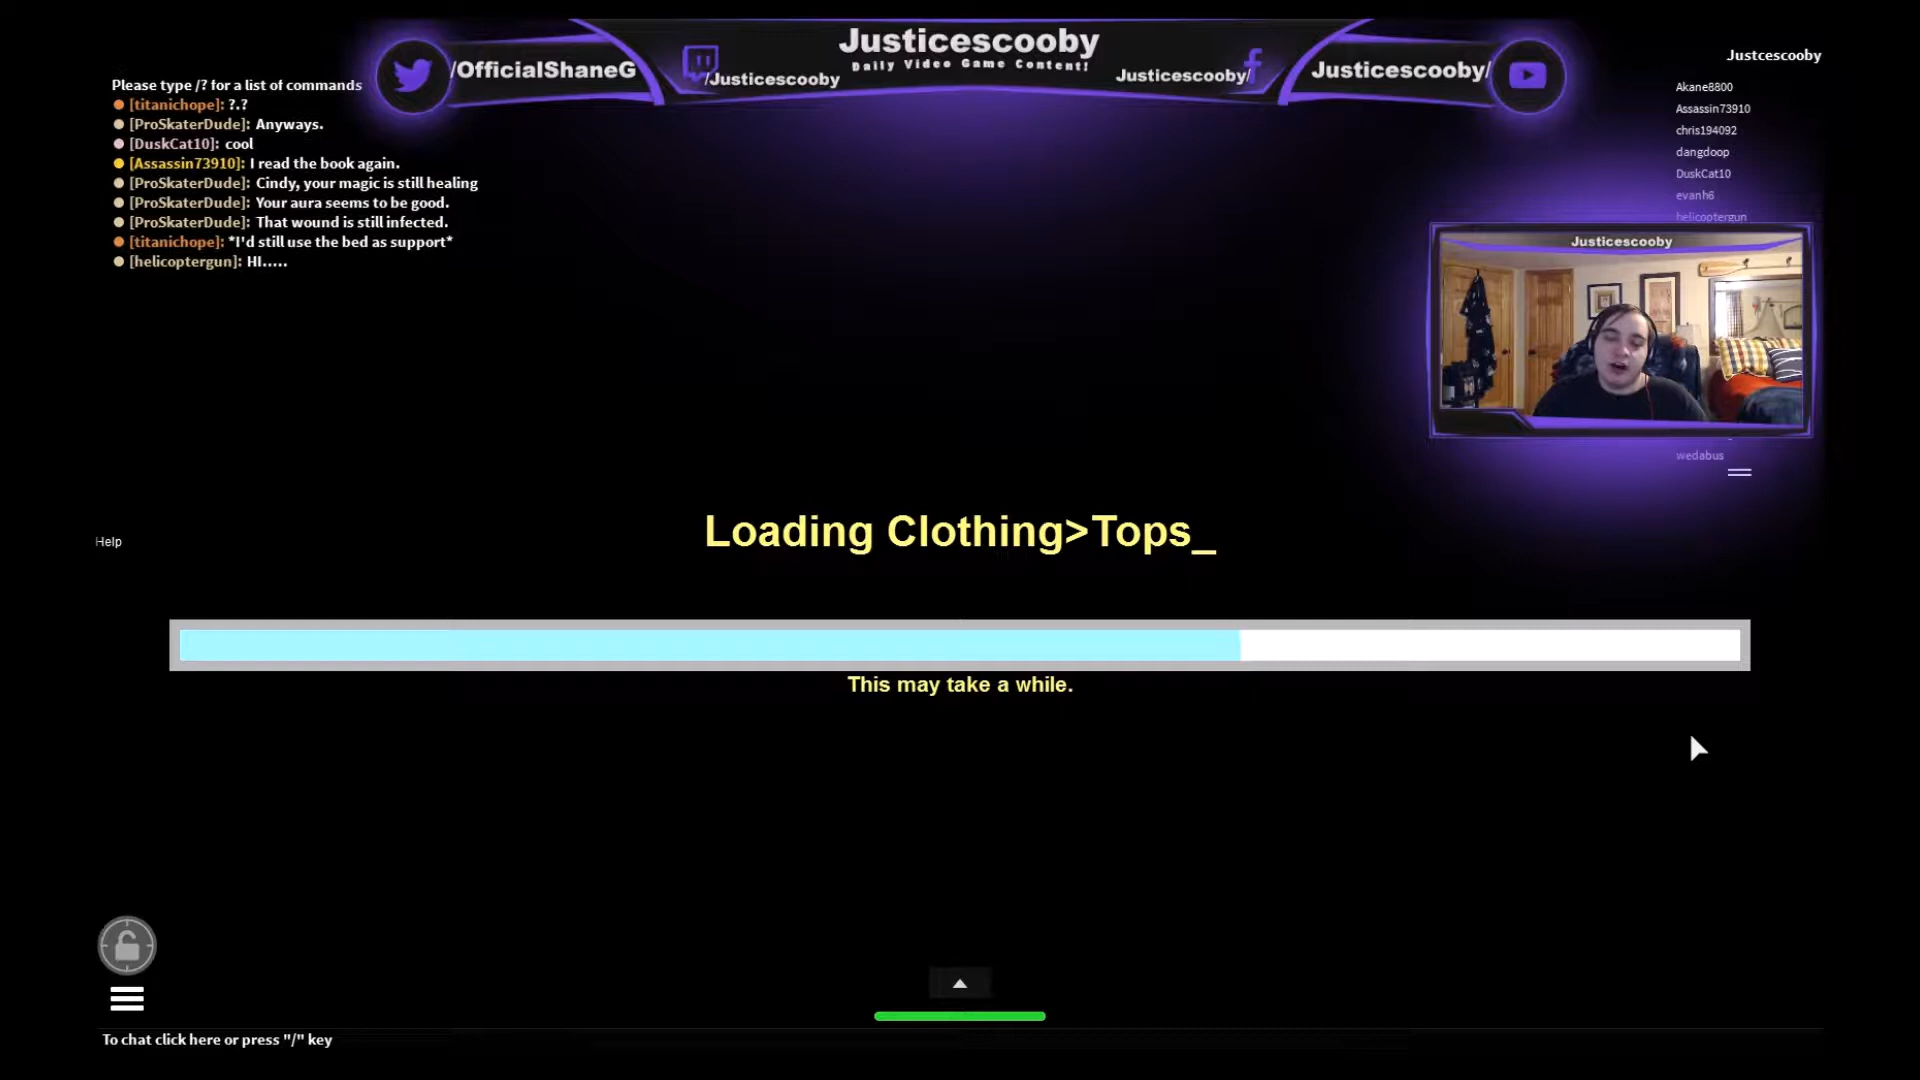 Justicescooby
Daily Video Game Content!
/OfficialShaneG
/Justicescooby
Justicescooby/
Justicescooby/
Please type /? for a list of commands
[titanichope]: ?.?
[ProSkaterDude]: Anyways.
[DuskCat10]: cool
[Assassin73910]: I read the book again.
[ProSkaterDude]: Cindy, your magic is still healing
[ProSkaterDude]: Your aura seems to be good.
[ProSkaterDude]: That wound is still infected.
[titanichope]: *I'd still use the bed as support*
[helicoptergun]: HI.....
Justcescooby
Akane8800
Assassin73910
chris194092
dangdoop
DuskCat10
evanh6
helicoptergun
Justicescooby
wedabus
Help
Loading Clothing>Tops_
This may take a while.
To chat click here or press "/" key